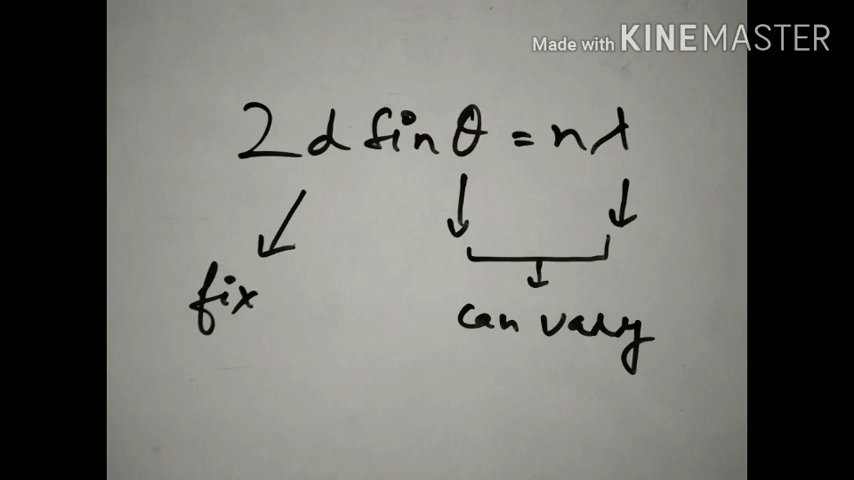 Made with KINEMASTER
2d sinθ = nλ
fix
can vary